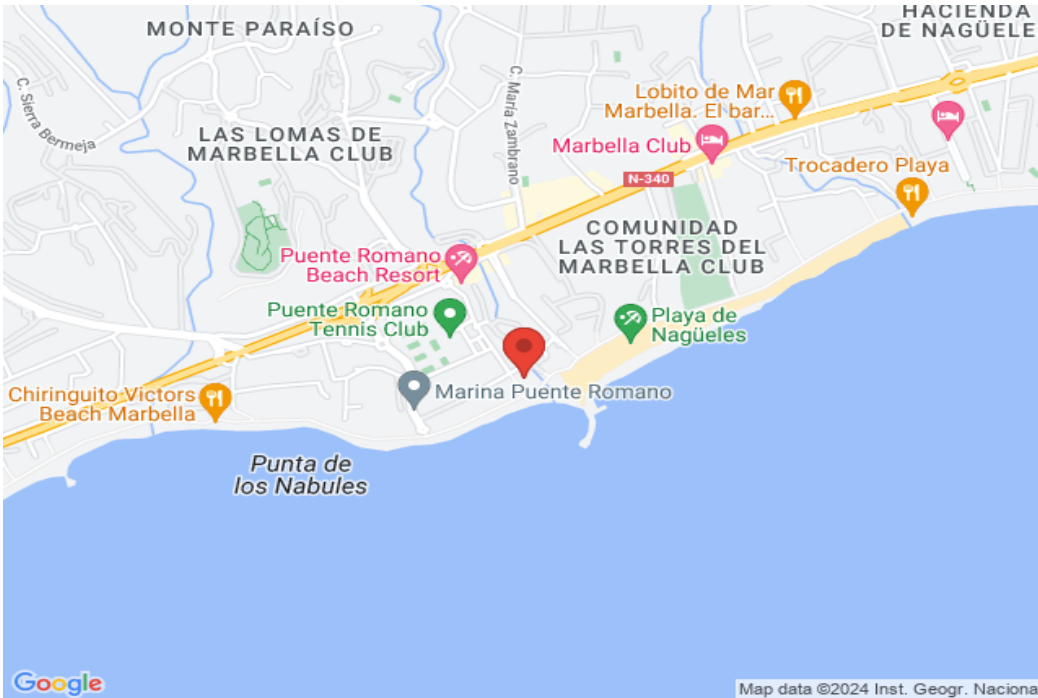 HACIENDA
DE NAGÜELE
MONTE PARAÍSO
C. Sierra Bermeja
C. María Zambrano
Lobito de Mar
Marbella. El bar...
LAS LOMAS DE
MARBELLA CLUB
Marbella Club
N-340
Trocadero Playa
COMUNIDAD
LAS TORRES DEL
MARBELLA CLUB
Puente Romano
Beach Resort
Puente Romano
Tennis Club
Playa de
Nagüeles
Marina Puente Romano
Chiringuito Victors
Beach Marbella
Punta de
los Nabules
Google
Map data ©2024 Inst. Geogr. Naciona